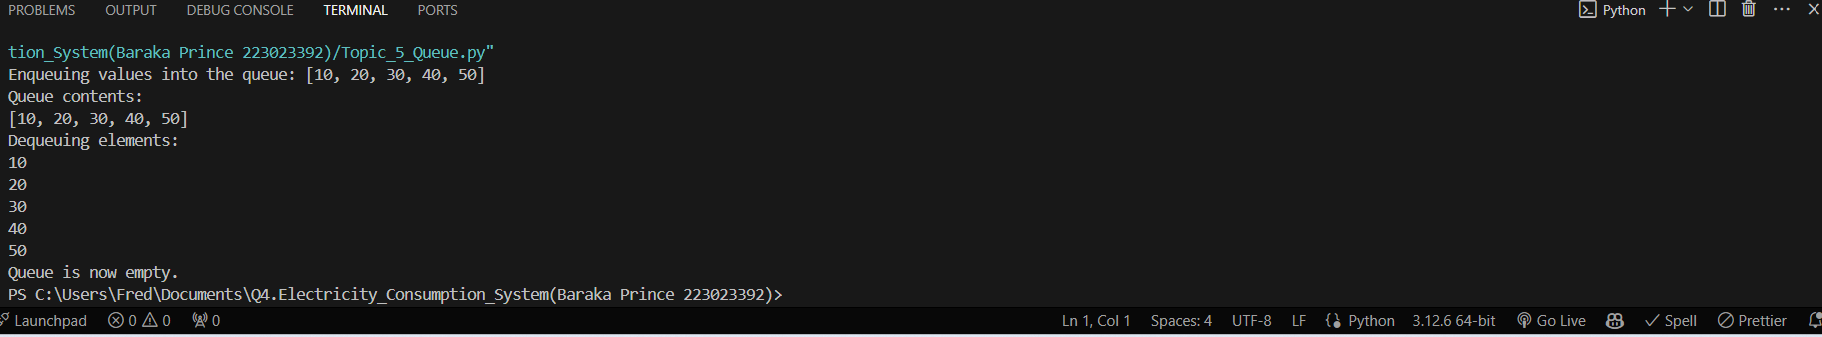 PROBLEMS OUTPUT DEBUG CONSOLE TERMINAL PORTS Python
tion_System(Baraka Prince 223023392)/Topic_5_Queue.py"
Enqueuing values into the queue: [10, 20, 30, 40, 50]
Queue contents:
[10, 20, 30, 40, 50]
Dequeuing elements:
10
20
30
40
50
Queue is now empty.
PS C:\Users\Fred\Documents\Q4.Electricity_Consumption_System(Baraka Prince 223023392)>
Launchpad 0 0 0 Ln 1, Col 1 Spaces: 4 UTF-8 LF Python 3.12.6 64-bit Go Live Spell Prettier